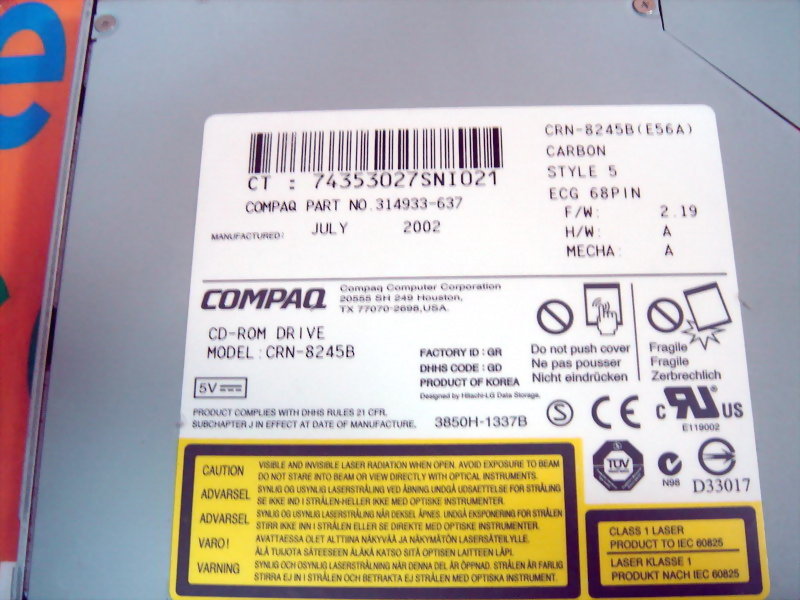 e
CT : 74353027SNI021
COMPAQ PART NO.314933-637
MANUFACTURED: JULY 2002
CRN-8245B(E56A)
CARBON
STYLE 5
ECG 68PIN
F/W: 2.19
H/W: A
MECHA: A
COMPAQ
Compaq Computer Corporation
20555 SH 249 Houston,
TX 77070-2698,USA.
CD-ROM DRIVE
MODEL : CRN-8245B
5V
FACTORY ID : GR
DHHS CODE : GD
PRODUCT OF KOREA
Designed by Hitachi-LG Data Storage.
PRODUCT COMPLIES WITH DHHS RULES 21 CFR,
SUBCHAPTER J IN EFFECT AT DATE OF MANUFACTURE.
3850H-1337B
Do not push cover
Ne pas pousser
Nicht eindrücken
Fragile
Fragile
Zerbrechlich
S
CE
c RU US
E119002
TÜV
N98
D33017
CAUTION VISIBLE AND INVISIBLE LASER RADIATION WHEN OPEN. AVOID EXPOSURE TO BEAM
DO NOT STARE INTO BEAM OR VIEW DIRECTLY WITH OPTICAL INSTRUMENTS.
ADVARSEL SYNLIG OG USYNLIG LASERSTRÅLING VED ÅBNING UNDGÅ UDSAETTELSE FOR STRÅLING
SE IKKE IND I STRÅLEN-HELLER IKKE MED OPTISKE INSTRUMENTER.
ADVARSEL SYNLIG OG USYNLIG LASERSTRÅLING NÅR DEKSEL ÅPNES. UNDGÅ EKSPONERING FOR STRÅLEN
STIRR IKKE INN I STRÅLEN ELLER SE DIREKTE MED OPTISKE INSTRUMENTER.
VARO! AVATTAESSA OLET ALTTIINA NÄKYVÄÄ JA NÄKYMÄTÖN LASERSÄTEILYLLE.
ÄLÄ TUIJOTA SÄTEESEEN ÄLÄKÄ KATSO SITÄ OPTISEN LAITTEEN LÄPI.
VARNING SYNLIG OCH OSYNLIG LASERSTRÅLNING NÄR DENNA DEL ÄR ÖPPNAD. STRÅLEN ÄR FARLIG
STIRRA EJ IN I STRÅLEN OCH BETRAKTA EJ STRÅLEN MED OPTISKA INSTRUMENT.
CLASS 1 LASER
PRODUCT TO IEC 60825
LASER KLASSE 1
PRODUKT NACH IEC 60825